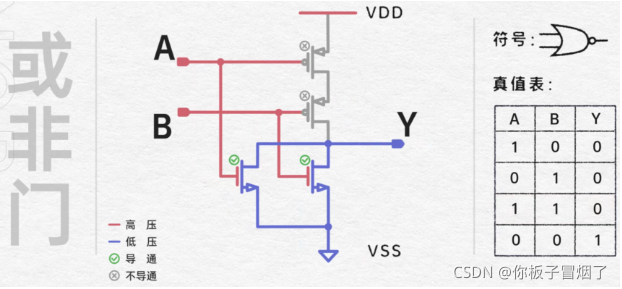 或非门
VDD
A
B
Y
高 压
低 压
导 通
不导通
VSS
符号:
真值表:
A B Y
1 0 0
0 1 0
1 1 0
0 0 1
CSDN @你板子冒烟了